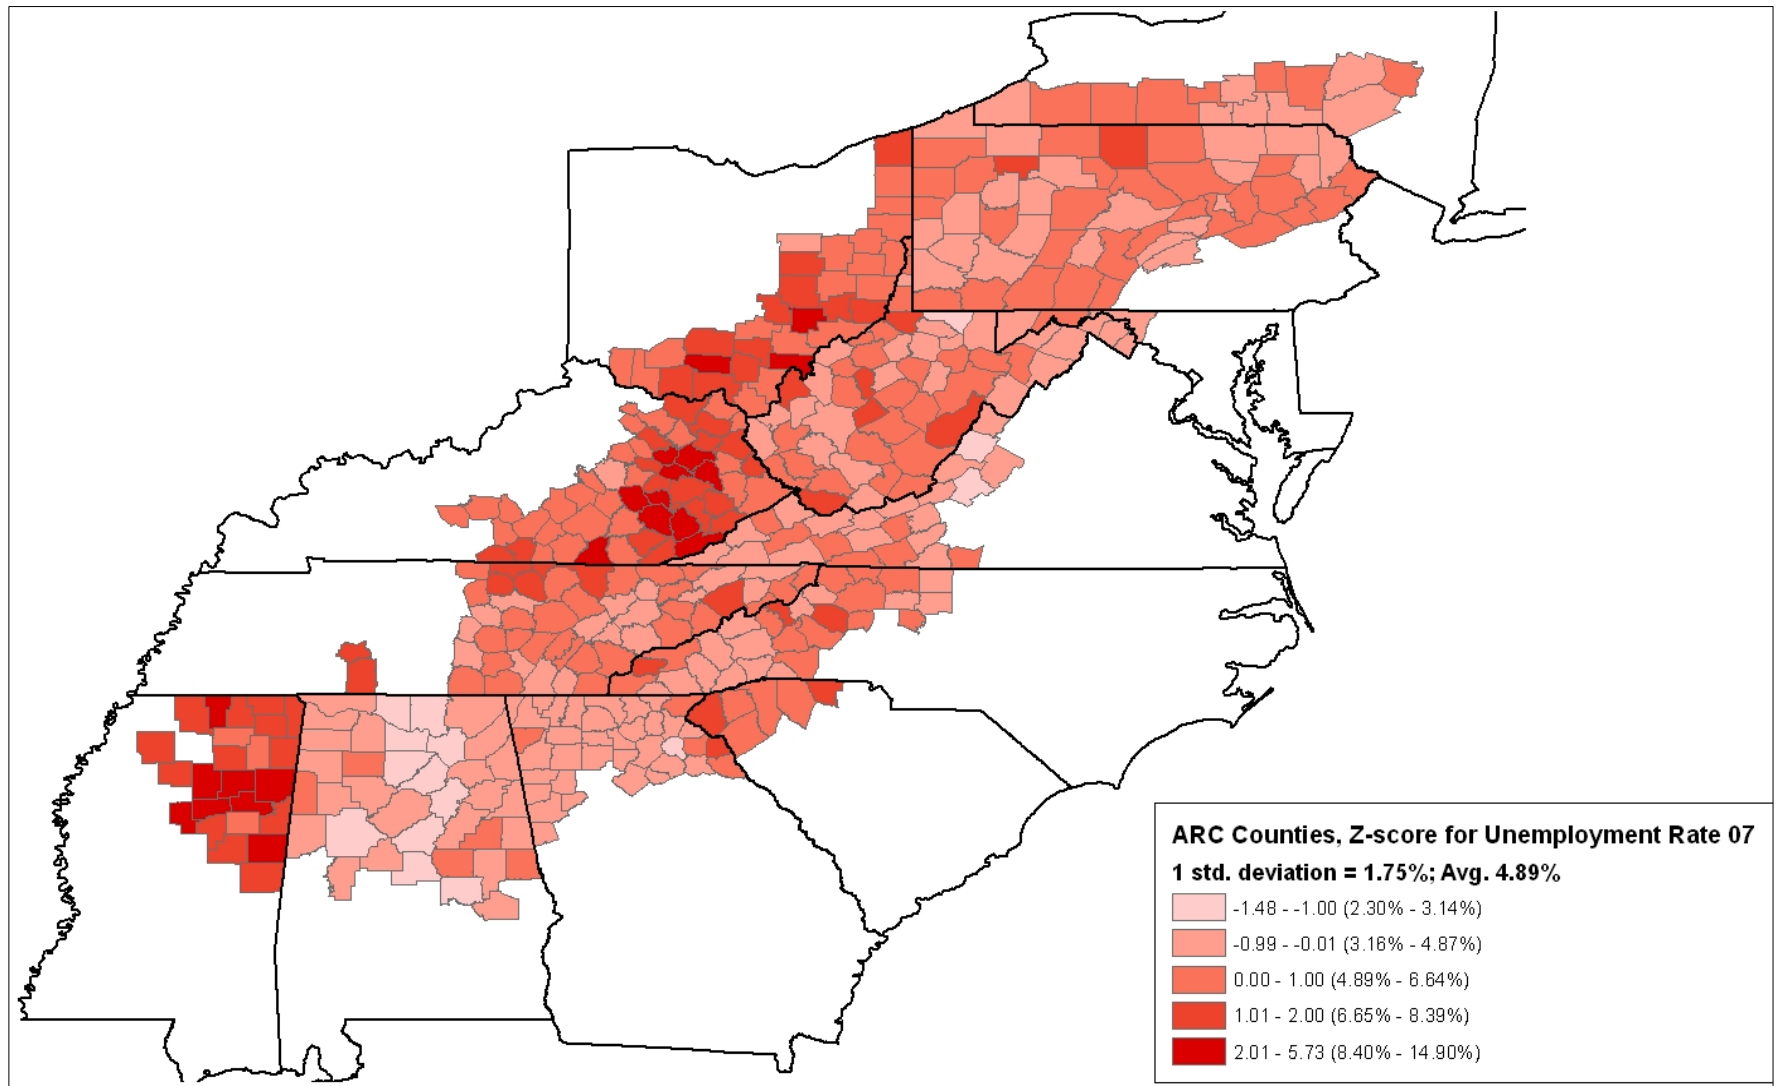 ARC Counties, Z-score for Unemployment Rate 07
1 std. deviation = 1.75%; Avg. 4.89%
-1.48 - -1.00 (2.30% - 3.14%)
-0.99 - -0.01 (3.16% - 4.87%)
0.00 - 1.00 (4.89% - 6.64%)
1.01 - 2.00 (6.65% - 8.39%)
2.01 - 5.73 (8.40% - 14.90%)